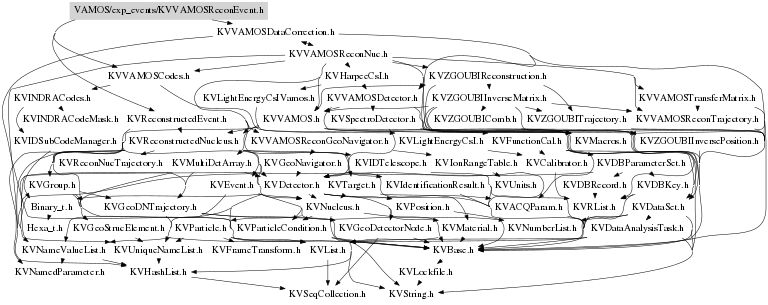 VAMOS/exp_events/KVVAMOSReconEvent.h
KVVAMOSDataCorrection.h
KVVAMOSReconNuc.h
KVVAMOSCodes.h KVHarpeeCsI.h KVZGOUBIReconstruction.h
KVINDRACodes.h KVLightEnergyCsIVamos.h KVVAMOSDetector.h KVZGOUBIInverseMatrix.h KVVAMOSTransferMatrix.h
KVINDRACodeMask.h KVReconstructedEvent.h KVVAMOS.h KVSpectroDetector.h KVZGOUBIComb.h KVZGOUBITrajectory.h KVVAMOSReconTrajectory.h
KVIDSubCodeManager.h KVReconstructedNucleus.h KVVAMOSReconGeoNavigator.h KVLightEnergyCsI.h KVFunctionCal.h KVMacros.h KVZGOUBIInversePosition.h
KVReconNucTrajectory.h KVMultiDetArray.h KVGeoNavigator.h KVIDTelescope.h KVIonRangeTable.h KVCalibrator.h KVDBParameterSet.h
KVGroup.h KVEvent.h KVDetector.h KVTarget.h KVIdentificationResult.h KVUnits.h KVDBRecord.h KVDBKey.h
Binary_t.h KVGeoDNTrajectory.h KVNucleus.h KVPosition.h KVACQParam.h KVRList.h KVDataSet.h
Hexa_t.h KVGeoStrucElement.h KVParticle.h KVParticleCondition.h KVGeoDetectorNode.h KVMaterial.h KVNumberList.h KVDataAnalysisTask.h
KVNameValueList.h KVUniqueNameList.h KVFrameTransform.h KVList.h KVBase.h
KVNamedParameter.h KVHashList.h KVLockfile.h
KVSeqCollection.h KVString.h